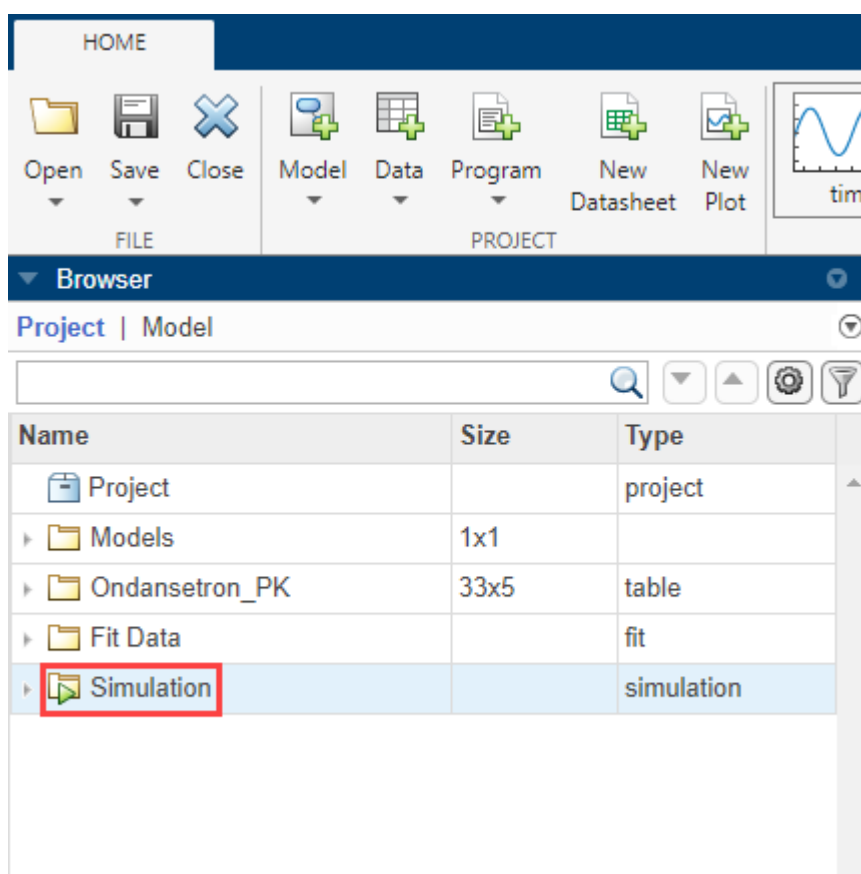 HOME
Open Save Close Model Data Program New Datasheet New Plot tim
FILE PROJECT
Browser
Project | Model
Name Size Type
Project project
Models 1x1
Ondansetron_PK 33x5 table
Fit Data fit
Simulation simulation